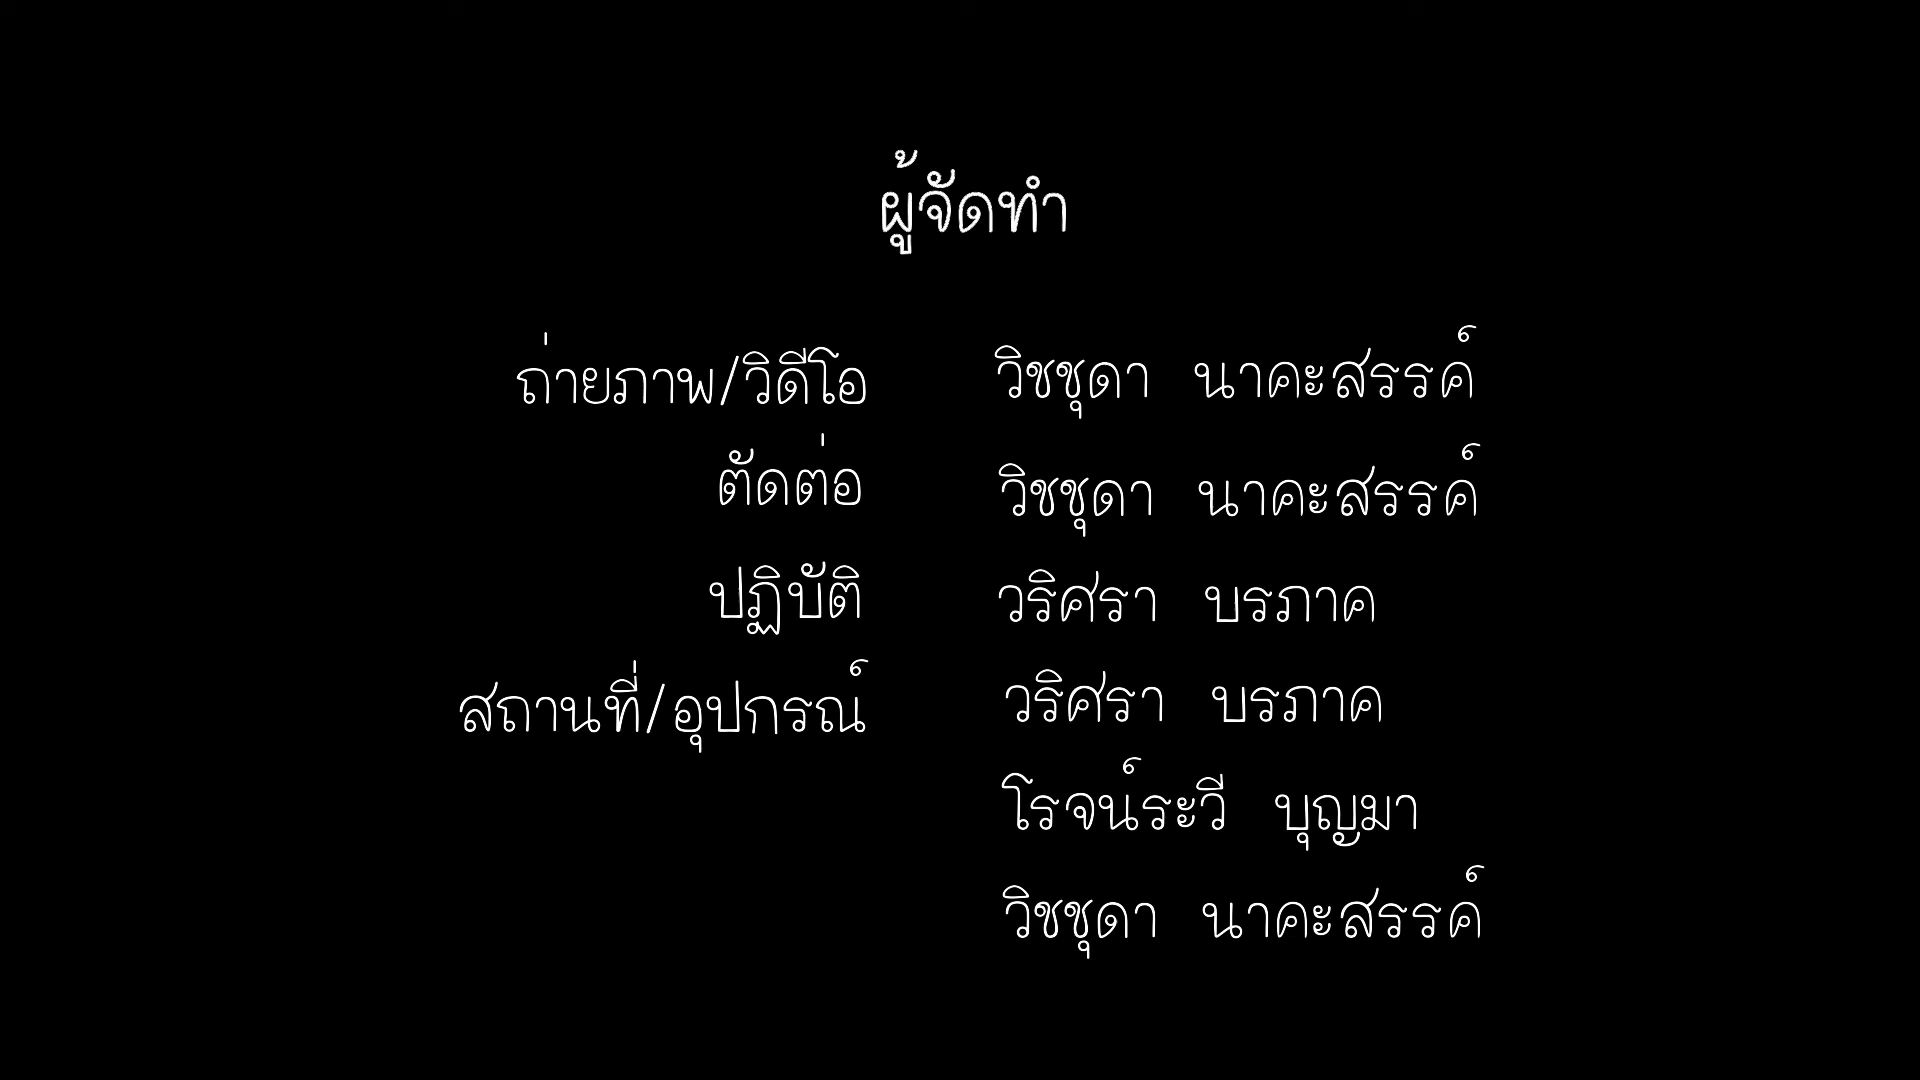 ผู้จัดทำ
ถ่ายภาพ/วิดีโอ วิชชุดา นาคะสรรค์
ตัดต่อ วิชชุดา นาคะสรรค์
ปฏิบัติ วริศรา บรภาค
สถานที่/อุปกรณ์ วริศรา บรภาค
โรจน์ระวี บุญมา
วิชชุดา นาคะสรรค์